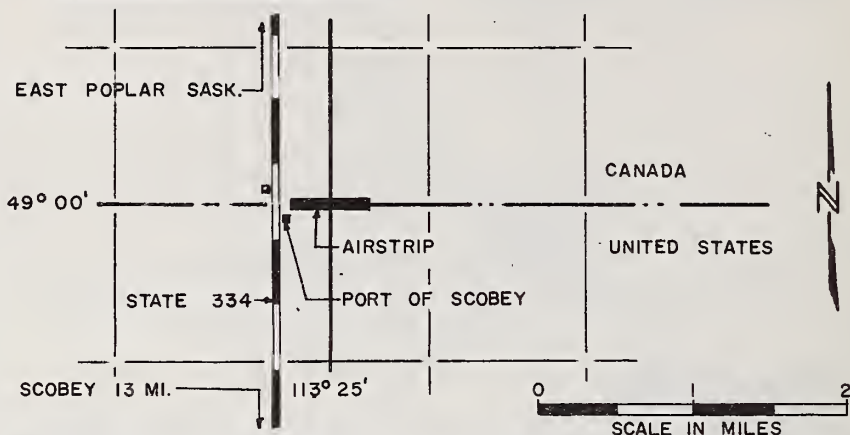 EAST POPLAR SASK.
CANADA
49° 00'
AIRSTRIP
UNITED STATES
N
STATE 334
PORT OF SCOBEY
SCOBEY 13 MI.
113° 25'
0 1 2
SCALE IN MILES